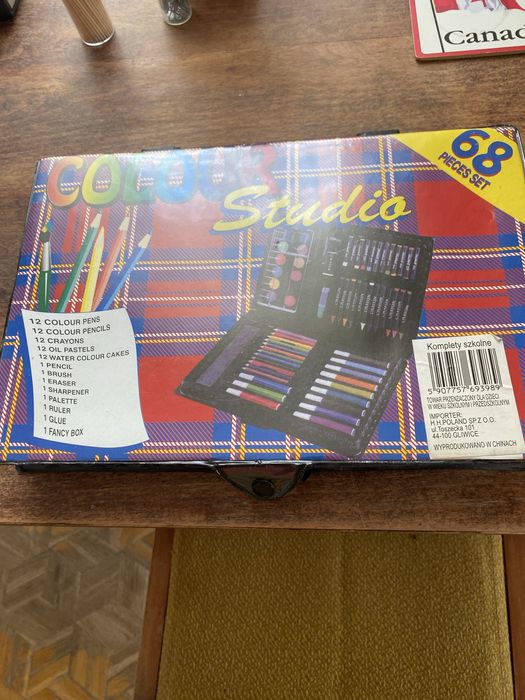 Canad
COLOUR
Studio
68
PIECES SET
12 COLOUR PENS
12 COLOUR PENCILS
12 CRAYONS
12 OIL PASTELS
12 WATER COLOUR CAKES
1 PENCIL
1 BRUSH
1 ERASER
1 SHARPENER
1 PALETTE
1 RULER
1 GLUE
1 FANCY BOX
Komplety szkolne
5 907757 693989
TOWAR PRZEZNACZONY DLA DZIECI
W WIEKU SZKOLNYM I PRZEDSZKOLNYM
IMPORTER:
H.H.POLAND SP.Z O.O.
ul.Toszecka 101
44-100 GLIWICE
WYPRODUKOWANO W CHINACH